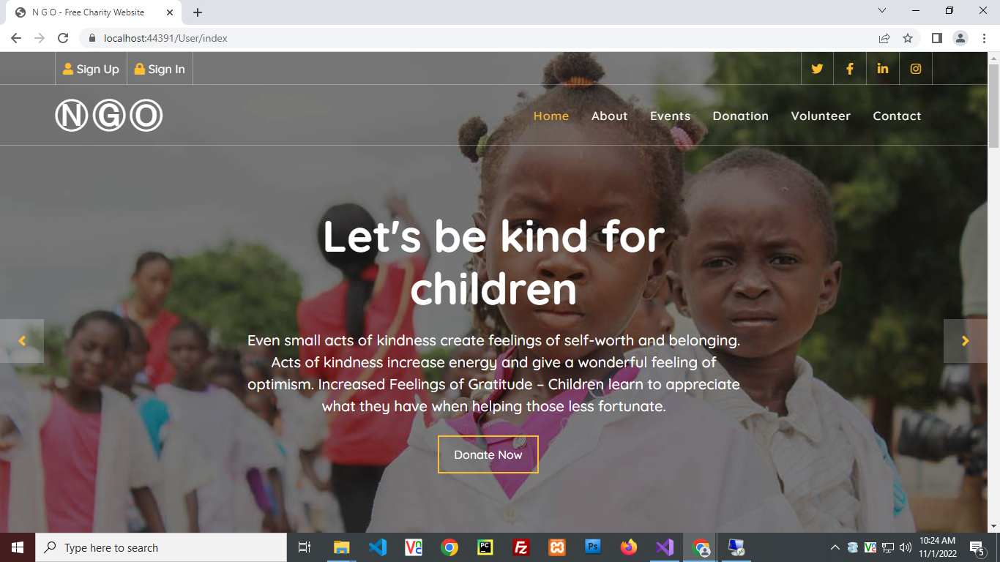 N G O - Free Charity Website
localhost:44391/User/index
Sign Up
Sign In
NGO
Home
About
Events
Donation
Volunteer
Contact
Let's be kind for
children
Even small acts of kindness create feelings of self-worth and belonging.
Acts of kindness increase energy and give a wonderful feeling of
optimism. Increased Feelings of Gratitude – Children learn to appreciate
what they have when helping those less fortunate.
Donate Now
Type here to search
10:24 AM
11/1/2022
5